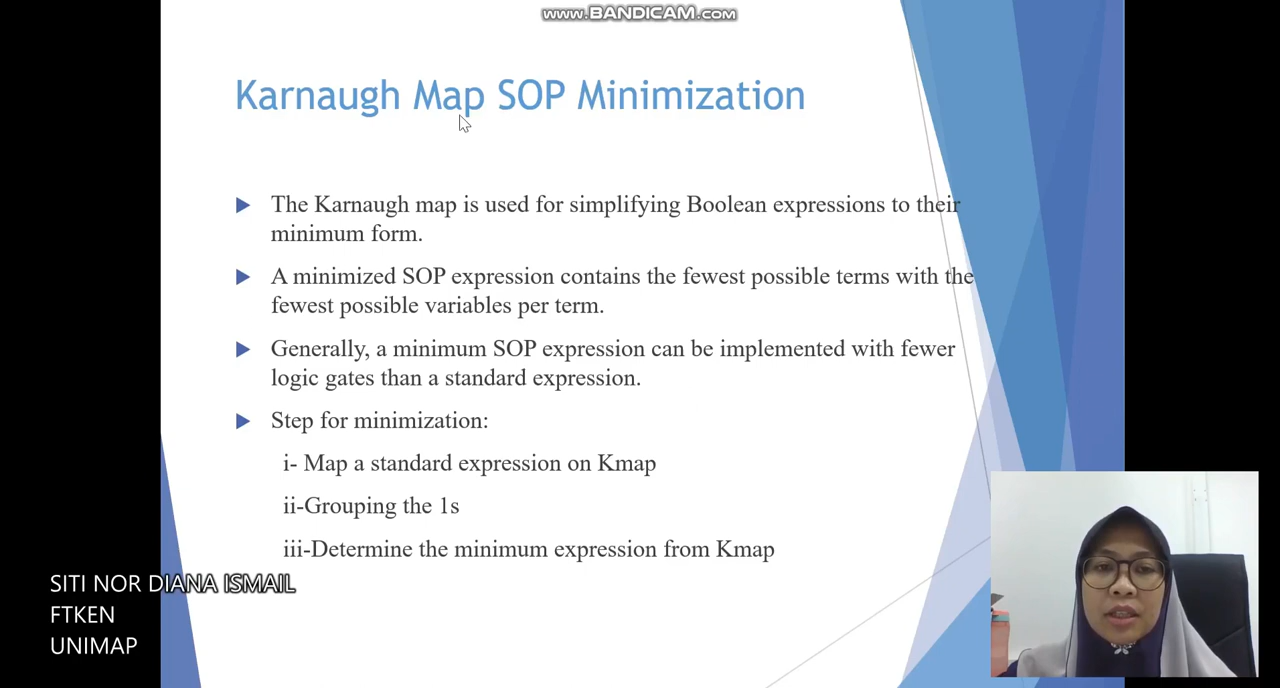 www.BANDICAM.com
Karnaugh Map SOP Minimization
The Karnaugh map is used for simplifying Boolean expressions to their
minimum form.
A minimized SOP expression contains the fewest possible terms with the
fewest possible variables per term.
Generally, a minimum SOP expression can be implemented with fewer
logic gates than a standard expression.
Step for minimization:
i- Map a standard expression on Kmap
ii-Grouping the 1s
iii-Determine the minimum expression from Kmap
SITI NOR DIANA ISMAIL
FTKEN
UNIMAP